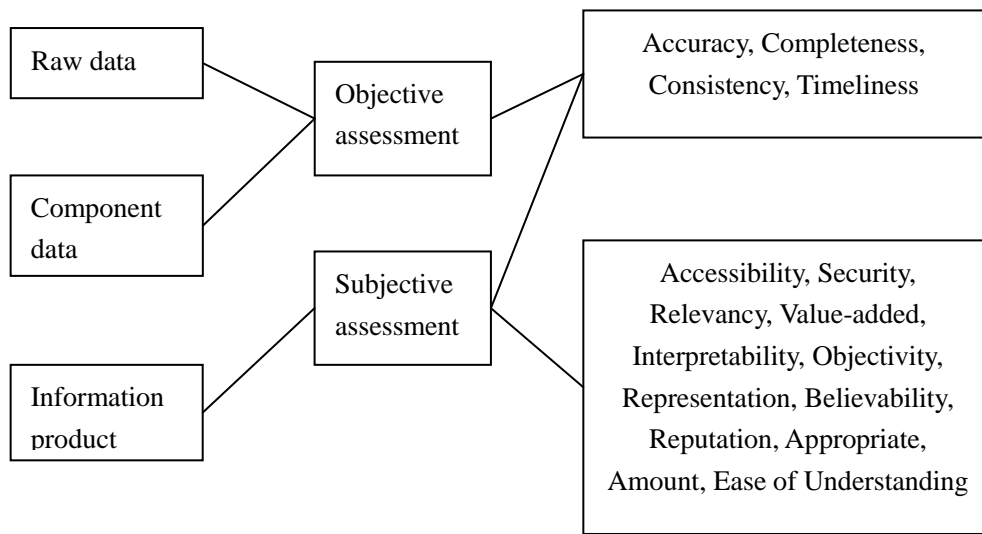 Raw data
Component
data
Information
product
Objective
assessment
Subjective
assessment
Accuracy, Completeness,
Consistency, Timeliness
Accessibility, Security,
Relevancy, Value-added,
Interpretability, Objectivity,
Representation, Believability,
Reputation, Appropriate,
Amount, Ease of Understanding